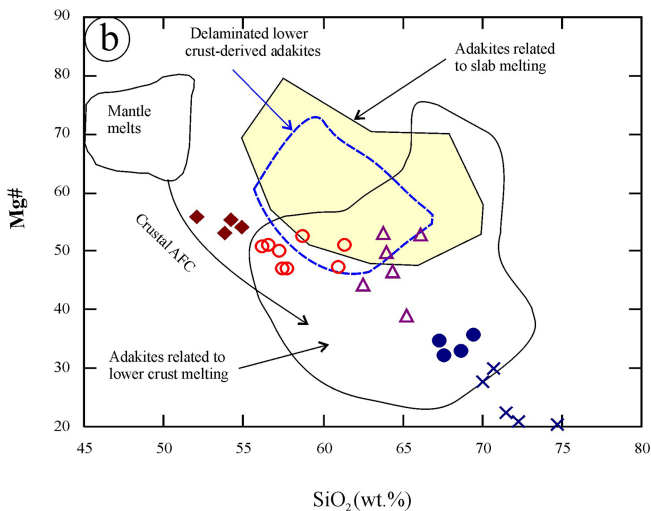 b
Delaminated lower
crust-derived adakites
Adakites related
to slab melting
Mantle
melts
Crustal AFC
Adakites related to
lower crust melting
Mg#
90
80
70
60
50
40
30
20
45
50
55
60
65
70
75
80
SiO₂(wt.%)